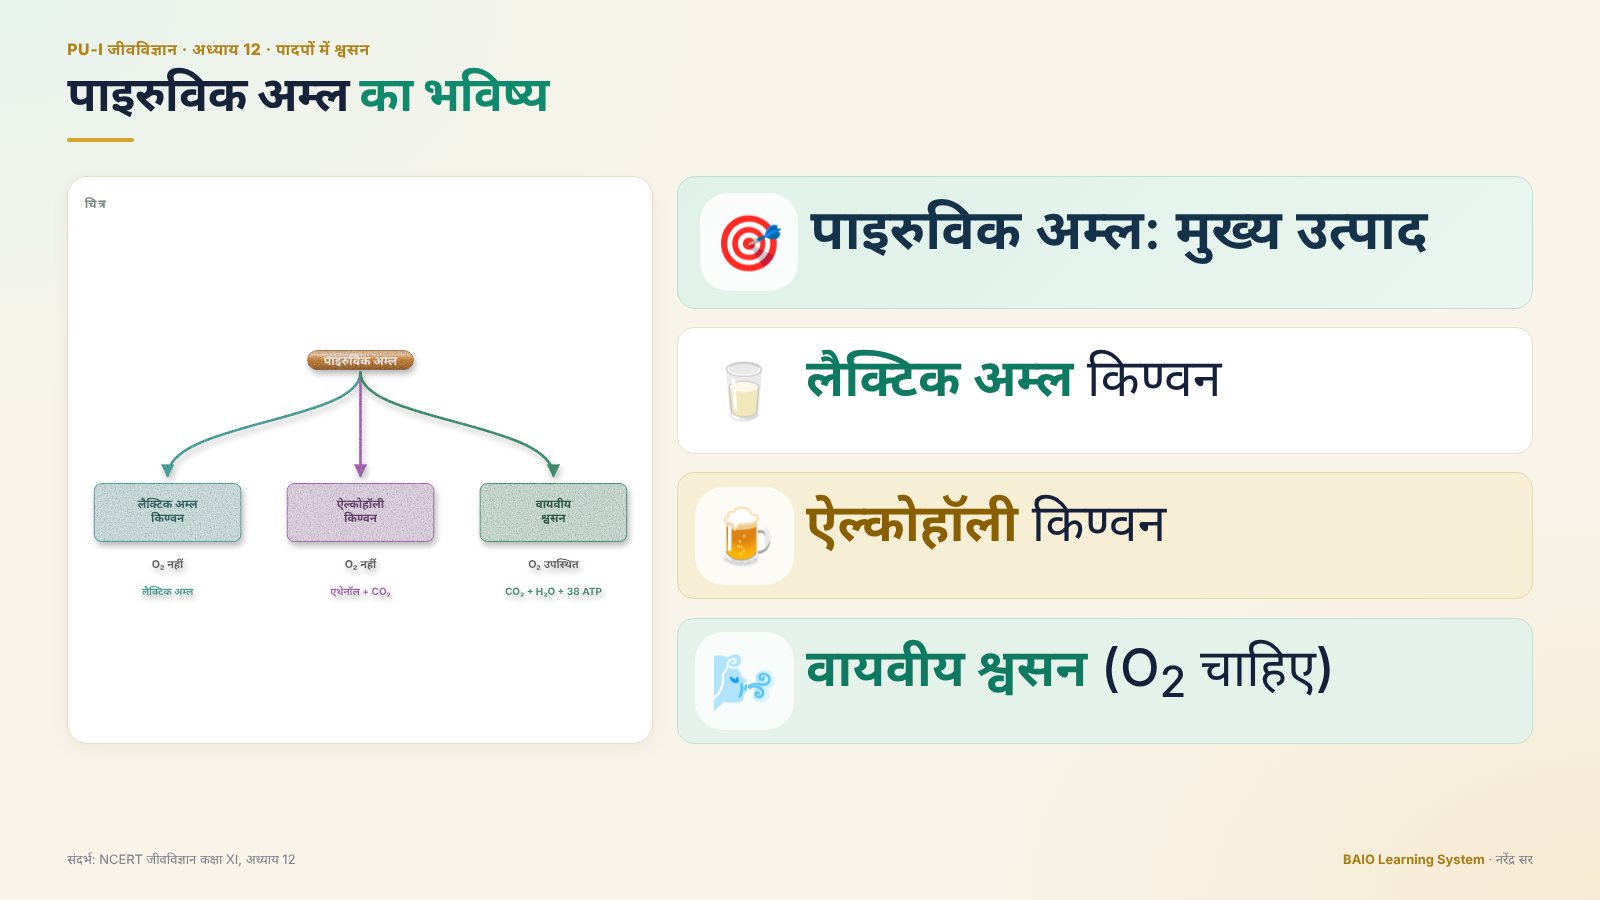 PU-I जीवविज्ञान · अध्याय 12 · पादपों में श्वसन
पाइरुविक अम्ल का भविष्य
चित्र
पाइरुविक अम्ल
लैक्टिक अम्ल
किण्वन
ऐल्कोहॉली
किण्वन
वायवीय
श्वसन
O₂ नहीं
O₂ नहीं
O₂ उपस्थित
लैक्टिक अम्ल
एथेनॉल + CO₂
CO₂ + H₂O + 38 ATP
पाइरुविक अम्ल: मुख्य उत्पाद
लैक्टिक अम्ल किण्वन
ऐल्कोहॉली किण्वन
वायवीय श्वसन (O₂ चाहिए)
संदर्भ: NCERT जीवविज्ञान कक्षा XI, अध्याय 12
BAIO Learning System · नरेंद्र सर